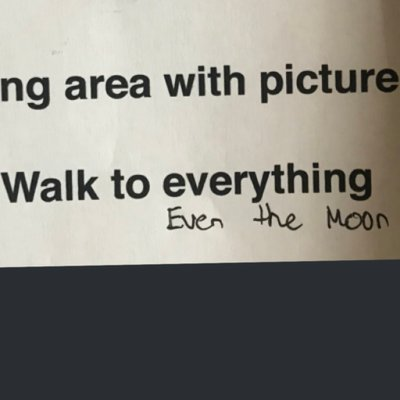 ng area with picture
Walk to everything
Even the Moon